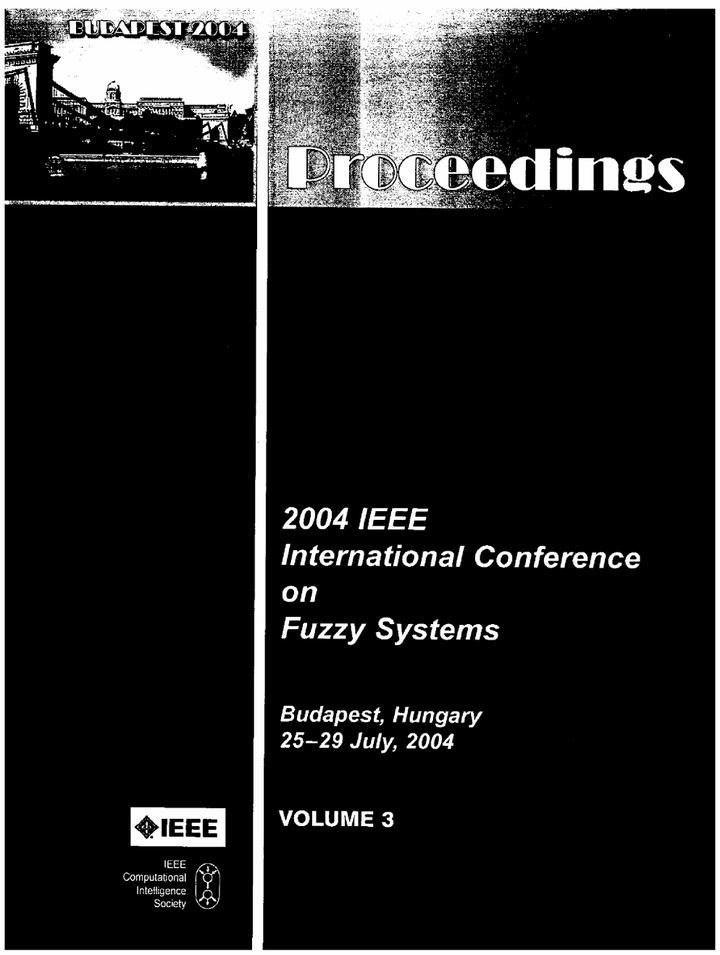 BUDAPEST 2004
Proceedings
2004 IEEE
International Conference
on
Fuzzy Systems
Budapest, Hungary
25–29 July, 2004
VOLUME 3
IEEE
IEEE
Computational
Intelligence
Society